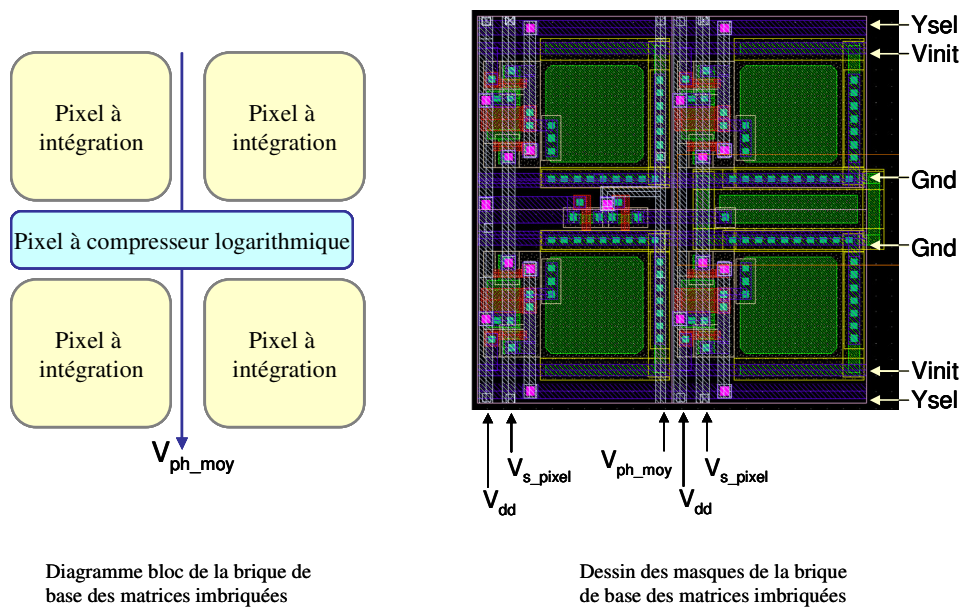 Pixel à
intégration
Pixel à
intégration
Pixel à compresseur logarithmique
Pixel à
intégration
Pixel à
intégration
Vph_moy
Ysel
Vinit
Gnd
Gnd
Vinit
Ysel
Vs_pixel
Vdd
Vph_moy
Vs_pixel
Vdd
Diagramme bloc de la brique de
base des matrices imbriquées
Dessin des masques de la brique
de base des matrices imbriquées